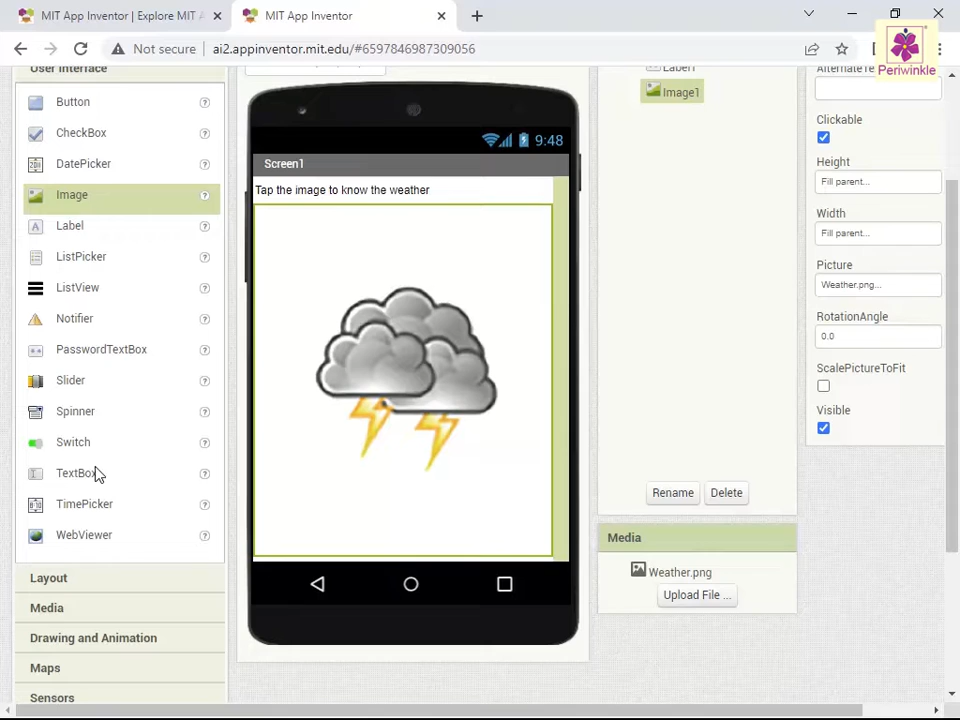 MIT App Inventor | Explore MIT A
MIT App Inventor
Not secure
ai2.appinventor.mit.edu/#6597846987309056
Periwinkle
User Interface
Button
CheckBox
DatePicker
Image
Label
ListPicker
ListView
Notifier
PasswordTextBox
Slider
Spinner
Switch
TextBox
TimePicker
WebViewer
Layout
Media
Drawing and Animation
Maps
Sensors
9:48
Screen1
Tap the image to know the weather
Label1
Image1
Rename
Delete
Media
Weather.png
Upload File ...
AlternateTe
Clickable
Height
Fill parent...
Width
Fill parent...
Picture
Weather.png...
RotationAngle
0.0
ScalePictureToFit
Visible